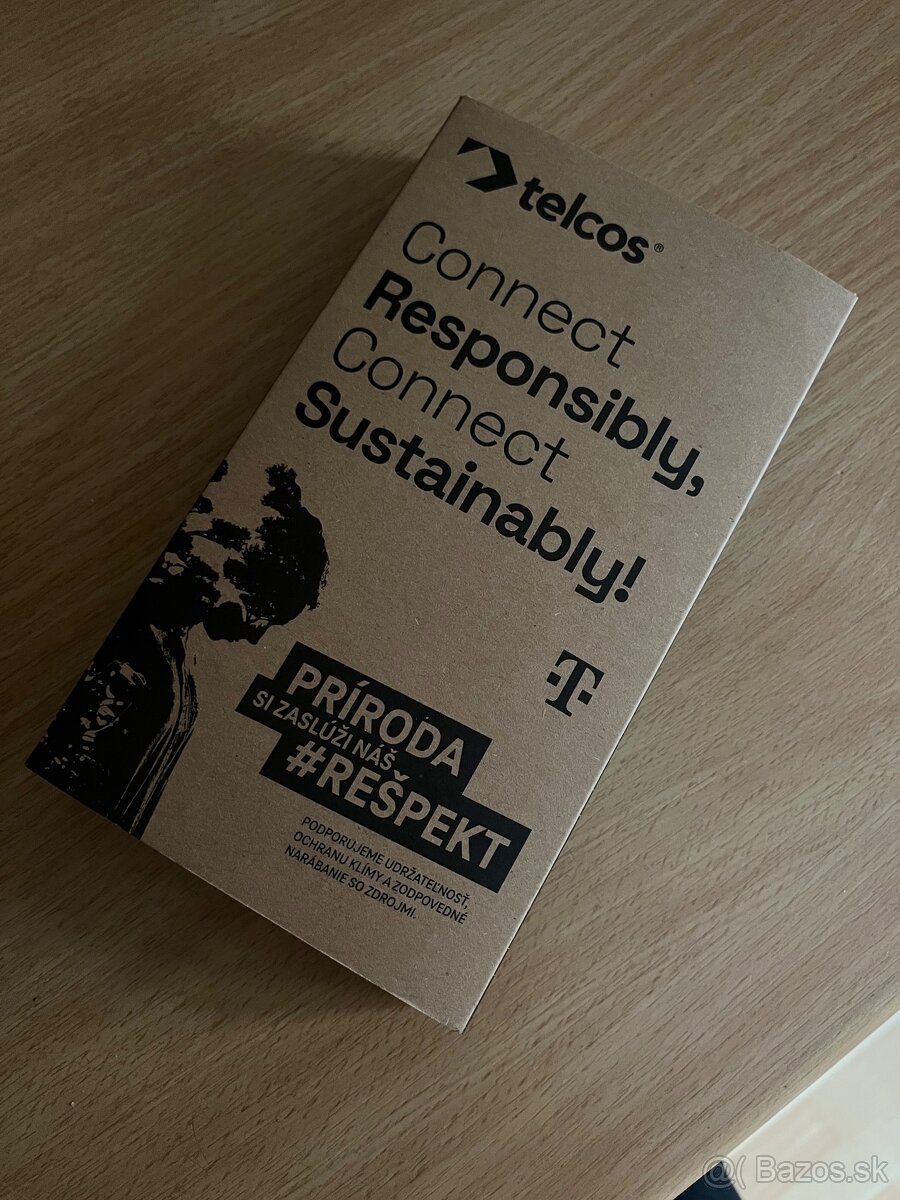 telcos®
Connect
Responsibly,
Connect
Sustainably!
T
PRÍRODA
SI ZASLÚŽI NÁŠ
#REŠPEKT
PODPORUJEME UDRŽATEĽNOSŤ,
OCHRANU KLÍMY A ZODPOVEDNÉ
NARÁBANIE SO ZDROJMI.
@( Bazos.sk